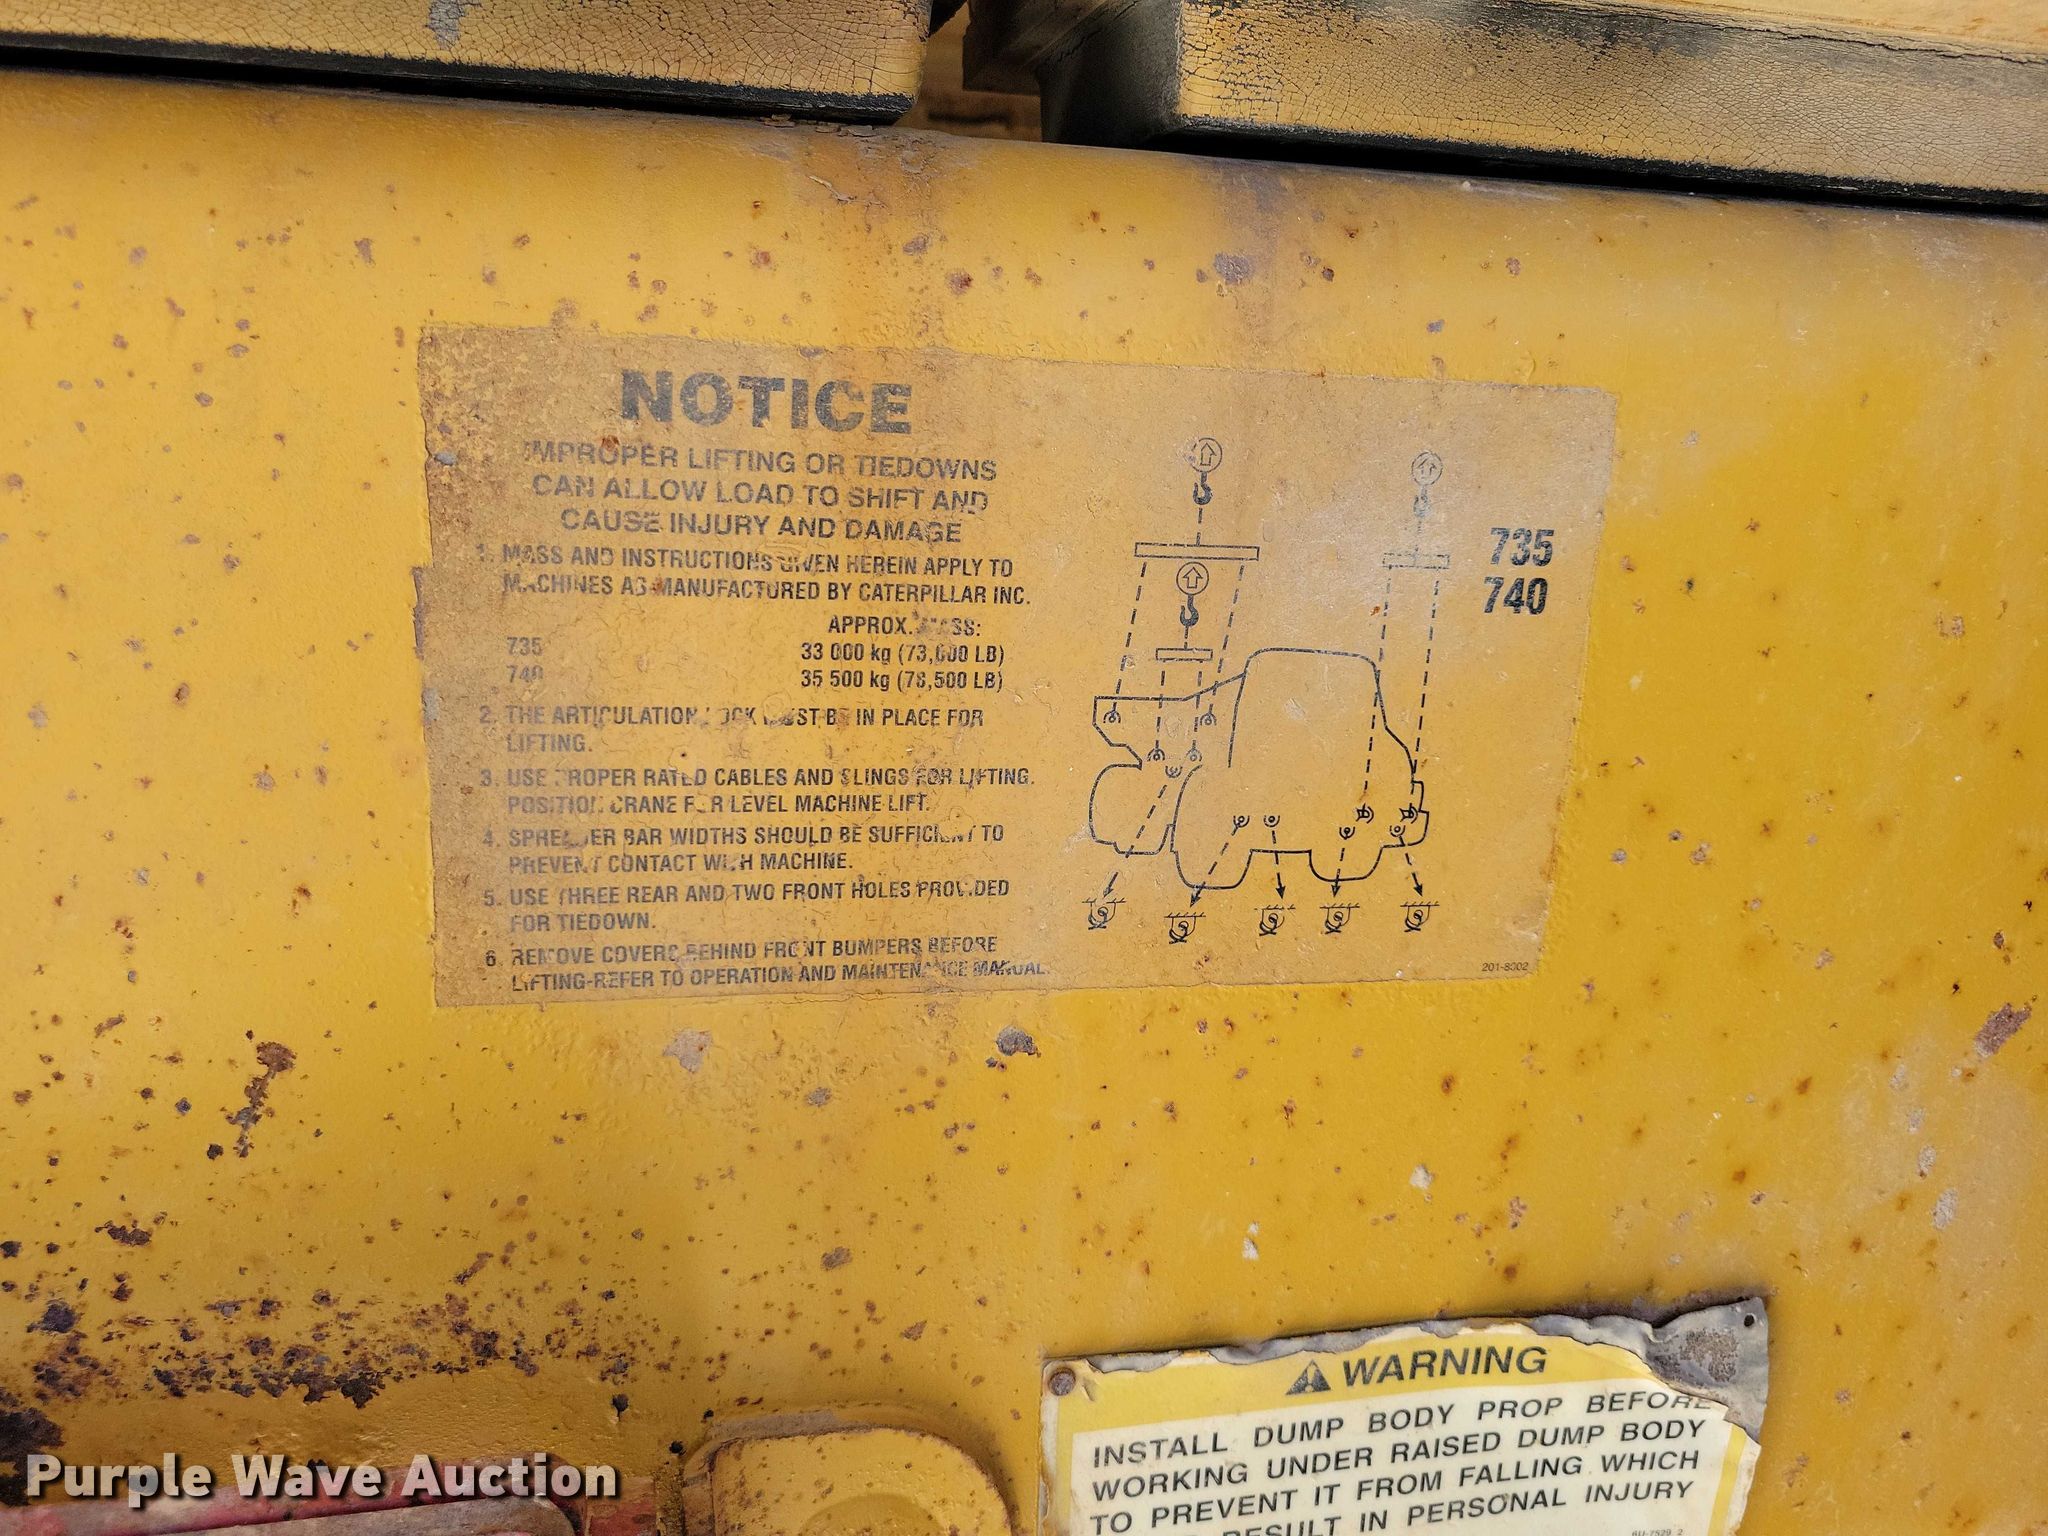 NOTICE
IMPROPER LIFTING OR TIEDOWNS
CAN ALLOW LOAD TO SHIFT AND
CAUSE INJURY AND DAMAGE
1. MASS AND INSTRUCTIONS GIVEN HEREIN APPLY TO
MACHINES AS MANUFACTURED BY CATERPILLAR INC.
APPROX. MASS:
735 33 000 kg (73,000 LB)
740 35 500 kg (78,500 LB)
2. THE ARTICULATION LOCK MUST BE IN PLACE FOR
LIFTING.
3. USE PROPER RATED CABLES AND SLINGS FOR LIFTING.
POSITION CRANE FOR LEVEL MACHINE LIFT.
4. SPREADER BAR WIDTHS SHOULD BE SUFFICIENT TO
PREVENT CONTACT WITH MACHINE.
5. USE THREE REAR AND TWO FRONT HOLES PROVIDED
FOR TIEDOWN.
6. REMOVE COVERS BEHIND FRONT BUMPERS BEFORE
LIFTING-REFER TO OPERATION AND MAINTENANCE MANUAL.
735
740
WARNING
INSTALL DUMP BODY PROP BEFORE
WORKING UNDER RAISED DUMP BODY
TO PREVENT IT FROM FALLING WHICH
RESULT IN PERSONAL INJURY
Purple Wave Auction